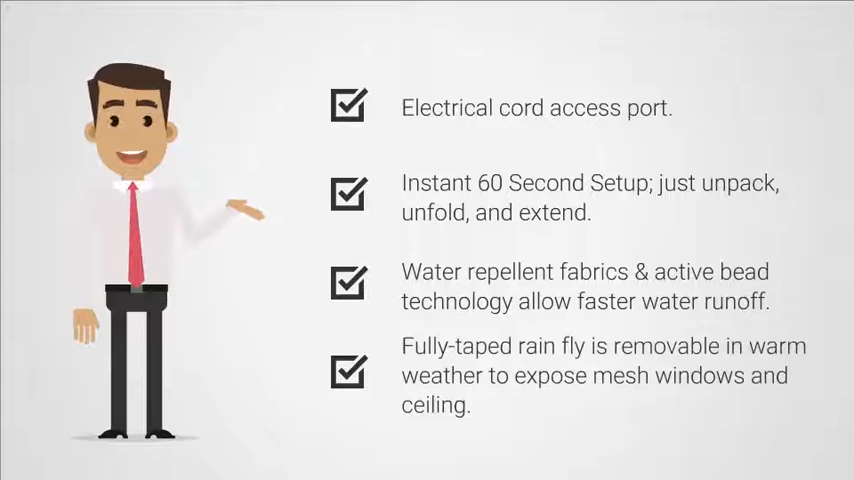 Electrical cord access port.
Instant 60 Second Setup; just unpack,
unfold, and extend.
Water repellent fabrics & active bead
technology allow faster water runoff.
Fully-taped rain fly is removable in warm
weather to expose mesh windows and
ceiling.